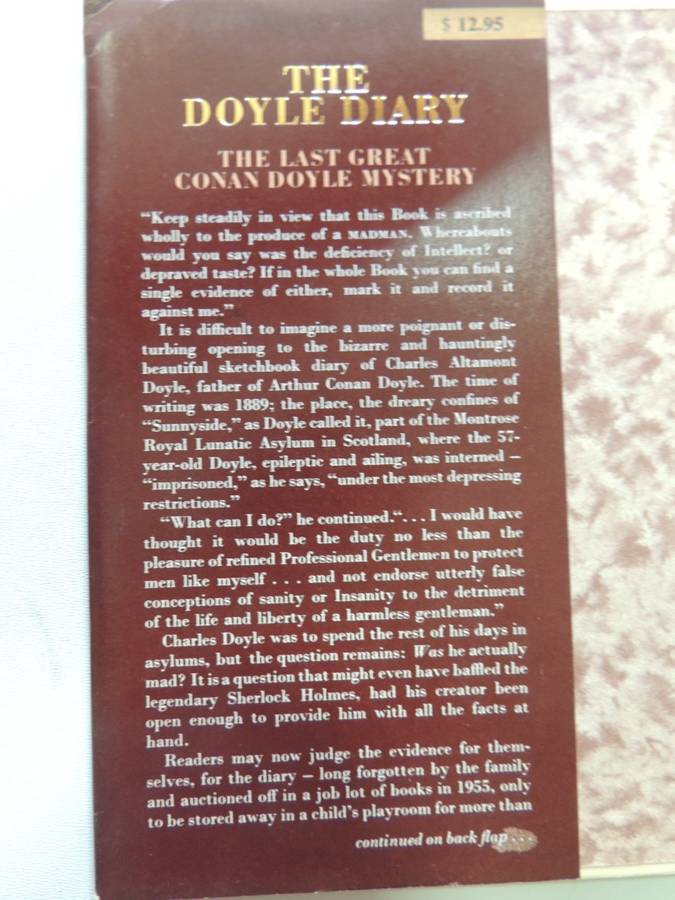 $ 12.95
THE
DOYLE DIARY
THE LAST GREAT
CONAN DOYLE MYSTERY
“Keep steadily in view that this Book is ascribed
wholly to the produce of a MADMAN. Whereabouts
would you say was the deficiency of Intellect? or
depraved taste? If in the whole Book you can find a
single evidence of either, mark it and record it
against me.”
It is difficult to imagine a more poignant or dis-
turbing opening to the bizarre and hauntingly
beautiful sketchbook diary of Charles Altamont
Doyle, father of Arthur Conan Doyle. The time of
writing was 1889; the place, the dreary confines of
“Sunnyside,” as Doyle called it, part of the Montrose
Royal Lunatic Asylum in Scotland, where the 57-
year-old Doyle, epileptic and ailing, was interned –
“imprisoned,” as he says, “under the most depressing
restrictions.”
“What can I do?” he continued.“. . . I would have
thought it would be the duty no less than the
pleasure of refined Professional Gentlemen to protect
men like myself . . . and not endorse utterly false
conceptions of sanity or Insanity to the detriment
of the life and liberty of a harmless gentleman.”
Charles Doyle was to spend the rest of his days in
asylums, but the question remains: Was he actually
mad? It is a question that might even have baffled the
legendary Sherlock Holmes, had his creator been
open enough to provide him with all the facts at
hand.
Readers may now judge the evidence for them-
selves, for the diary – long forgotten by the family
and auctioned off in a job lot of books in 1955, only
to be stored away in a child’s playroom for more than
continued on back flap . . .